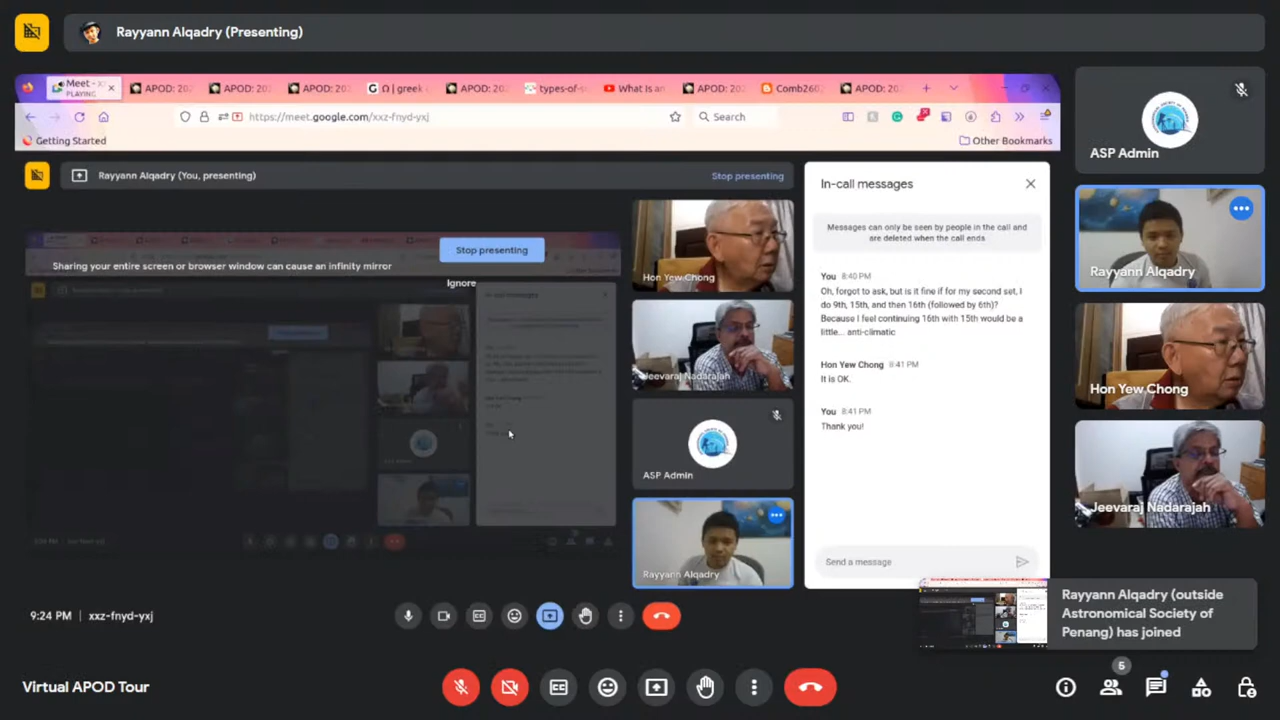 Rayyann Alqadry (Presenting)
Meet - xx
PLAYING
APOD: 202
APOD: 202
APOD: 202
Ω | greek
APOD: 202
types-of-
What Is an
APOD: 202
Comb260
APOD: 202
https://meet.google.com/xxz-fnyd-yxj
Search
Getting Started
Other Bookmarks
Rayyann Alqadry (You, presenting)
Stop presenting
Stop presenting
Sharing your entire screen or browser window can cause an infinity mirror
Ignore
Hon Yew Chong
Jeevaraj Nadarajah
ASP Admin
Rayyann Alqadry
In-call messages
Messages can only be seen by people in the call and
are deleted when the call ends
You 8:40 PM
Oh, forgot to ask, but is it fine if for my second set, I
do 9th, 15th, and then 16th (followed by 6th)?
Because I feel continuing 16th with 15th would be a
little... anti-climatic
Hon Yew Chong 8:41 PM
It is OK.
You 8:41 PM
Thank you!
Send a message
9:24 PM | xxz-fnyd-yxj
ASP Admin
Rayyann Alqadry
Hon Yew Chong
Jeevaraj Nadarajah
Rayyann Alqadry (outside
Astronomical Society of
Penang) has joined
Virtual APOD Tour
5